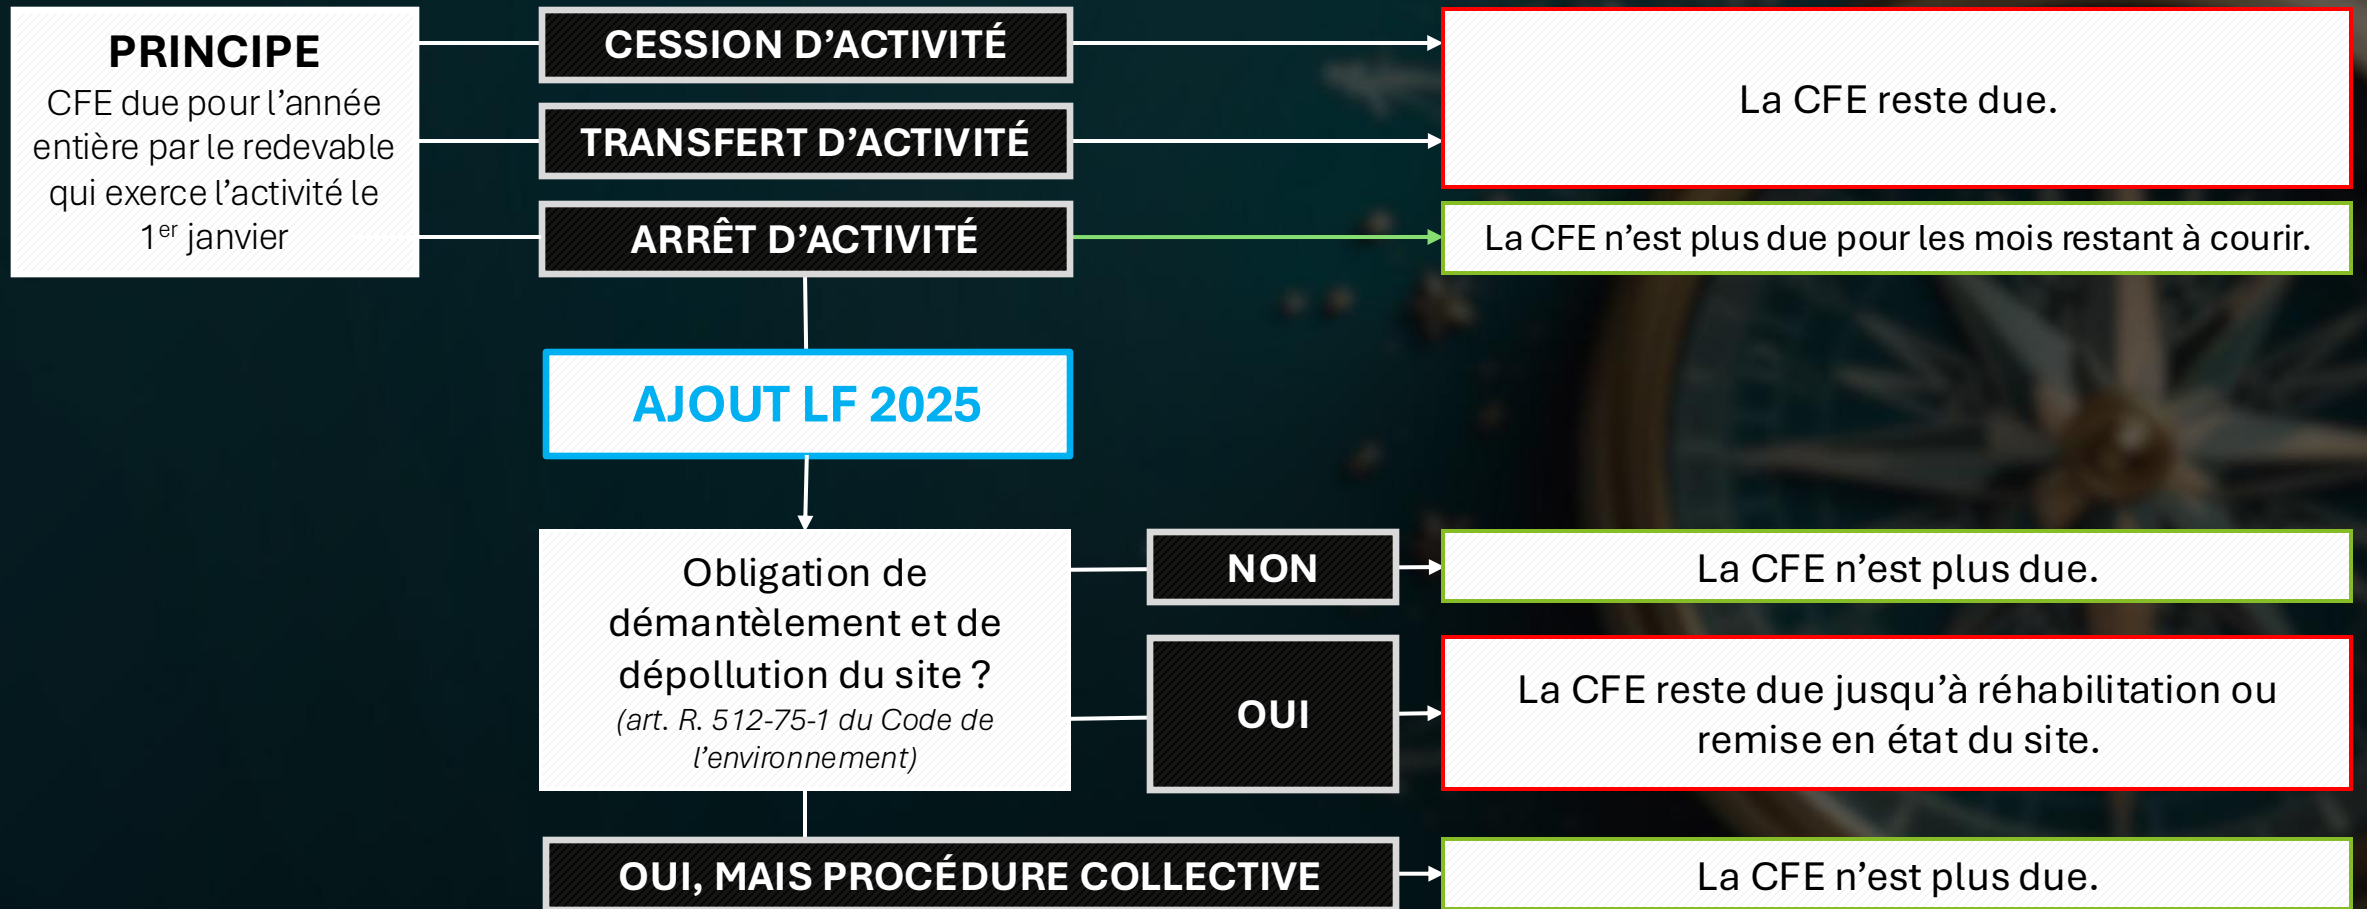 PRINCIPE
CFE due pour l’année
entière par le redevable
qui exerce l’activité le
1er janvier
CESSION D’ACTIVITÉ
TRANSFERT D’ACTIVITÉ
La CFE reste due.
ARRÊT D’ACTIVITÉ
La CFE n’est plus due pour les mois restant à courir.
AJOUT LF 2025
Obligation de
démantèlement et de
dépollution du site ?
(art. R. 512-75-1 du Code de
l’environnement)
NON
La CFE n’est plus due.
OUI
La CFE reste due jusqu’à réhabilitation ou
remise en état du site.
OUI, MAIS PROCÉDURE COLLECTIVE
La CFE n’est plus due.